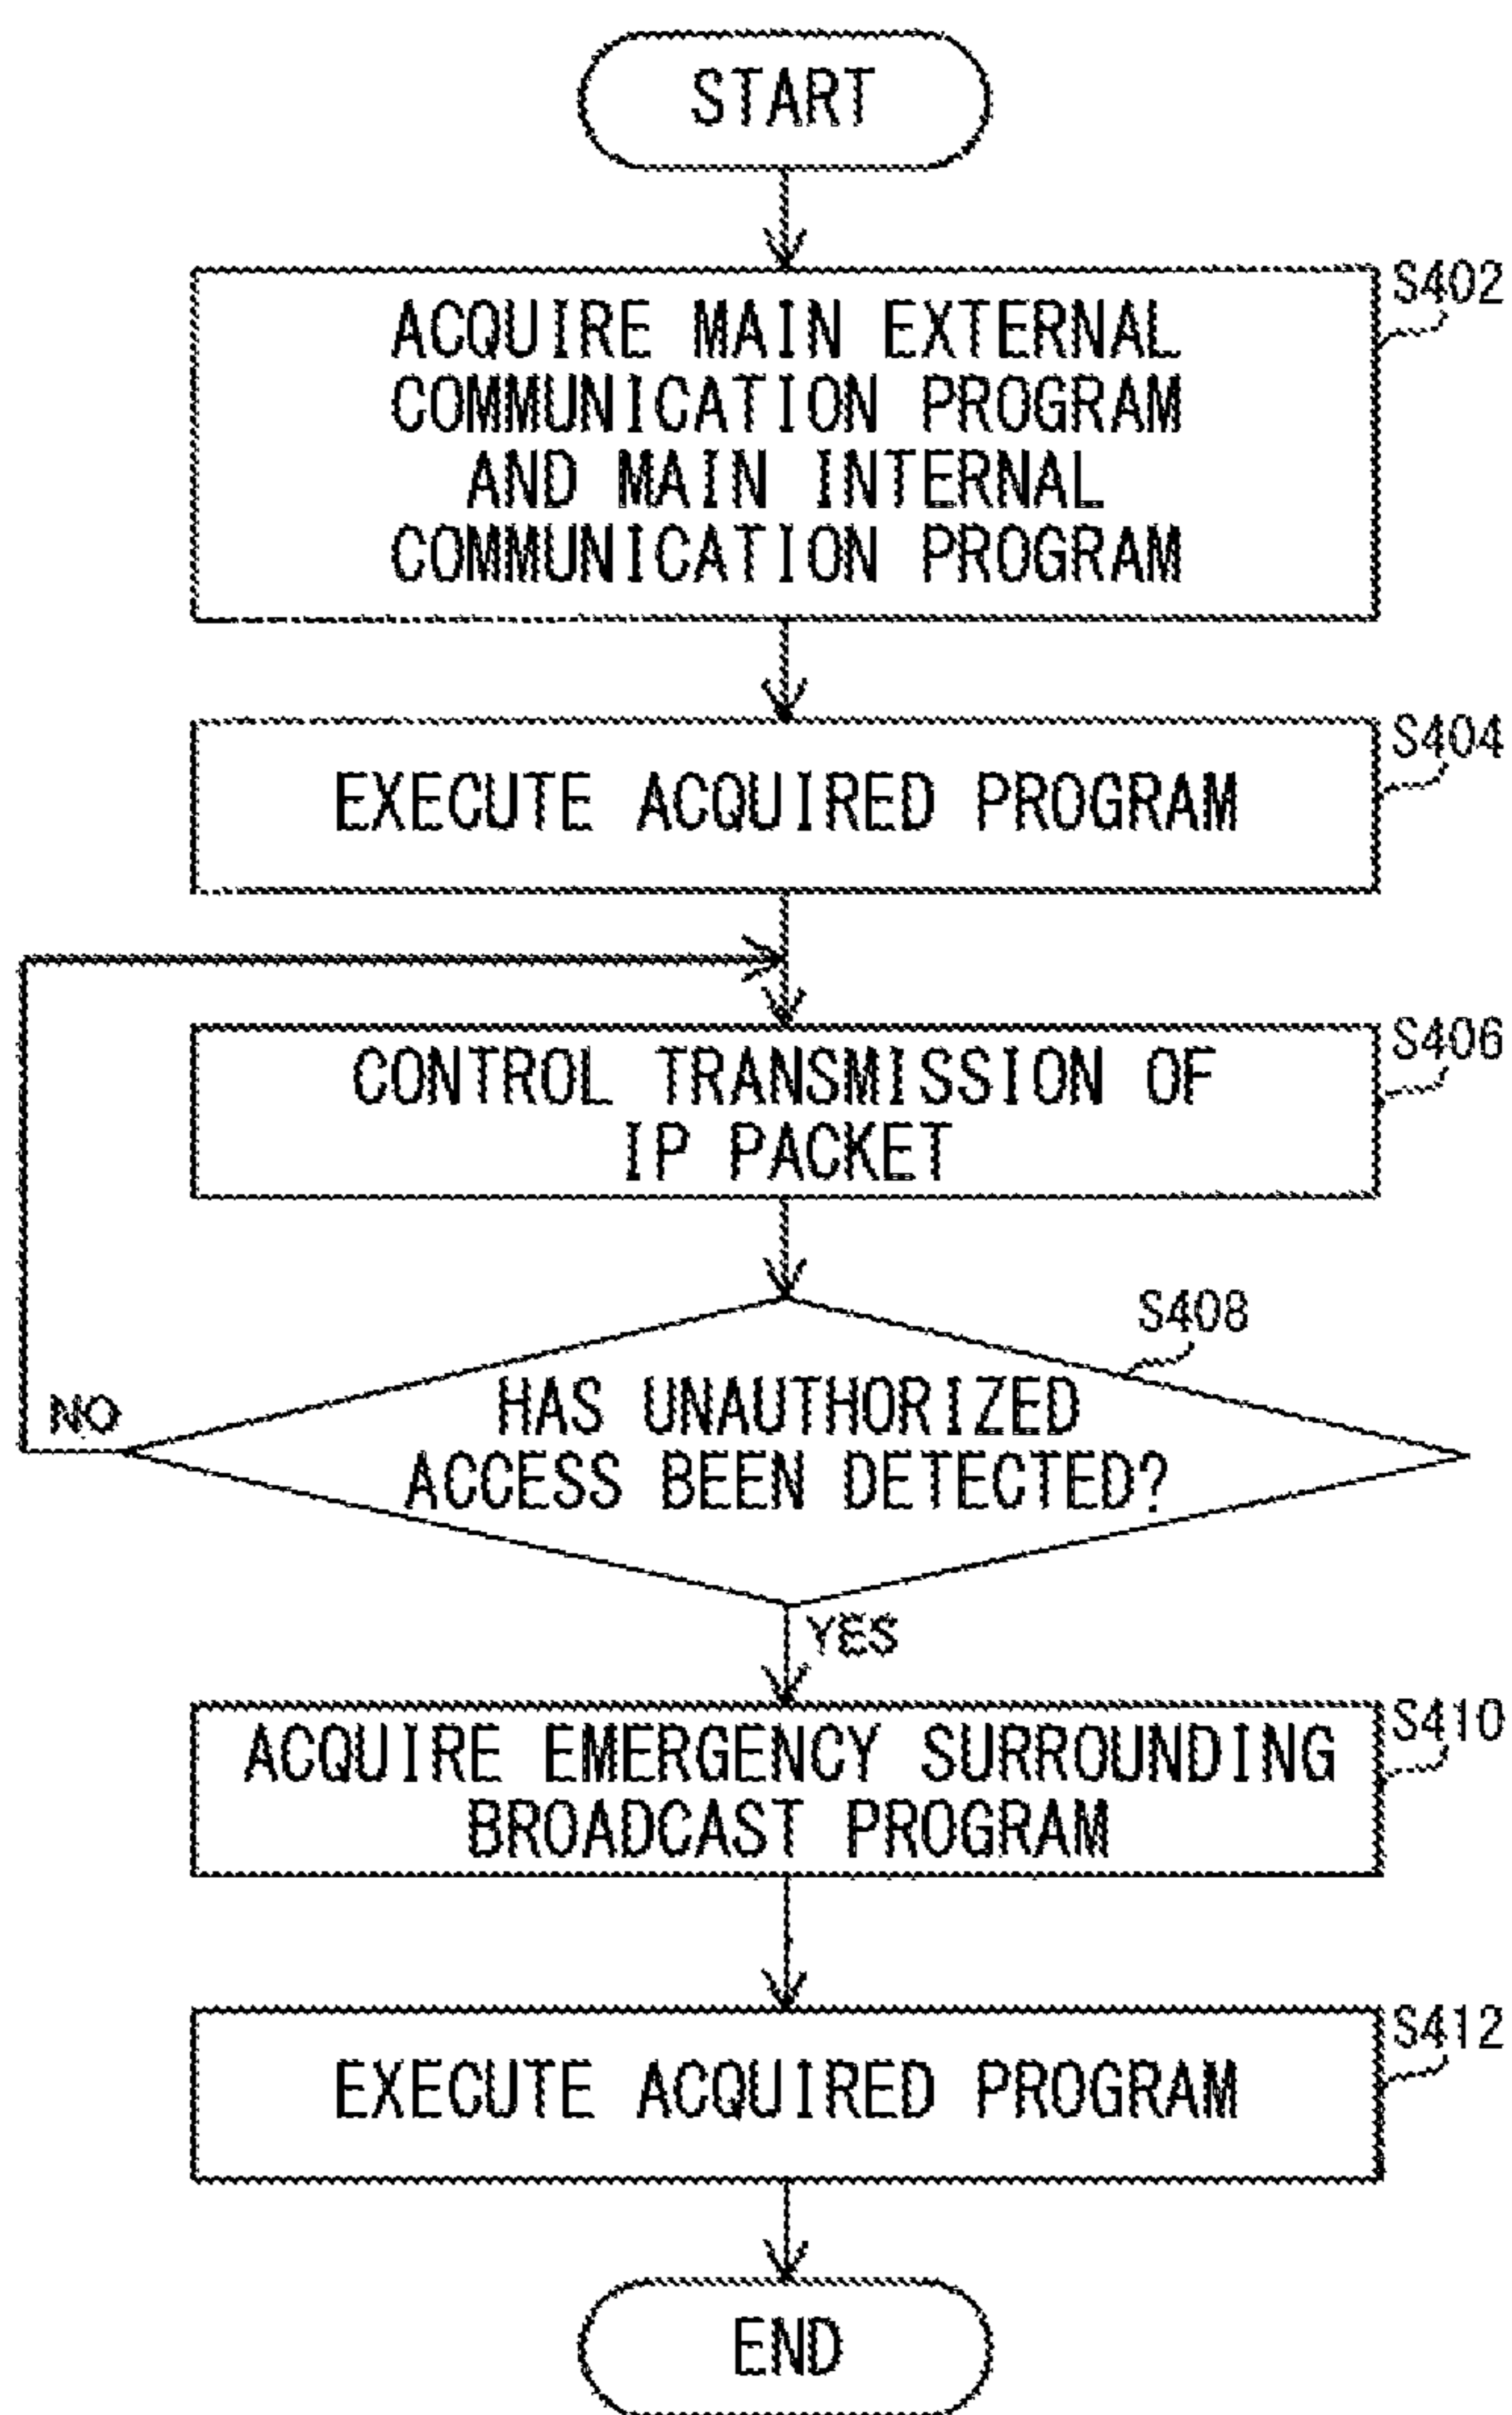 START
S402
ACQUIRE MAIN EXTERNAL
COMMUNICATION PROGRAM
AND MAIN INTERNAL
COMMUNICATION PROGRAM
S404
EXECUTE ACQUIRED PROGRAM
S406
CONTROL TRANSMISSION OF
IP PACKET
S408
HAS UNAUTHORIZED
ACCESS BEEN DETECTED?
NO
YES
S410
ACQUIRE EMERGENCY SURROUNDING
BROADCAST PROGRAM
S412
EXECUTE ACQUIRED PROGRAM
END